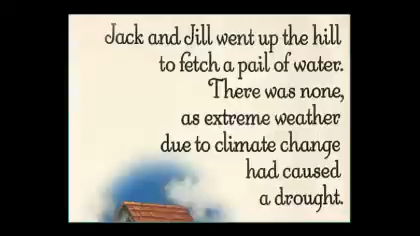 Jack and Jill went up the hill
to fetch a pail of water.
There was none,
as extreme weather
due to climate change
had caused
a drought.